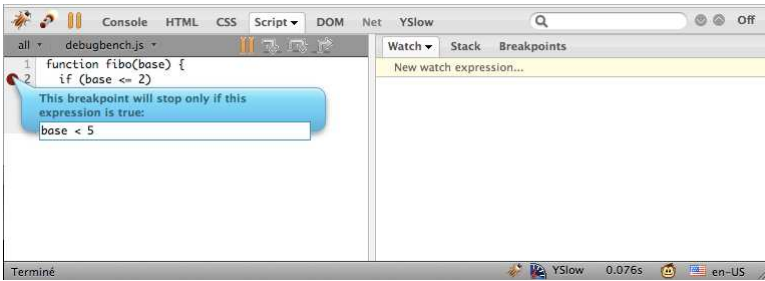 Console HTML CSS Script DOM Net YSlow Off
all debugbench.js Watch Stack Breakpoints
1 function fibo(base) { New watch expression...
2 if (base <= 2)
This breakpoint will stop only if this
expression is true:
base < 5
Terminé YSlow 0.076s en-US